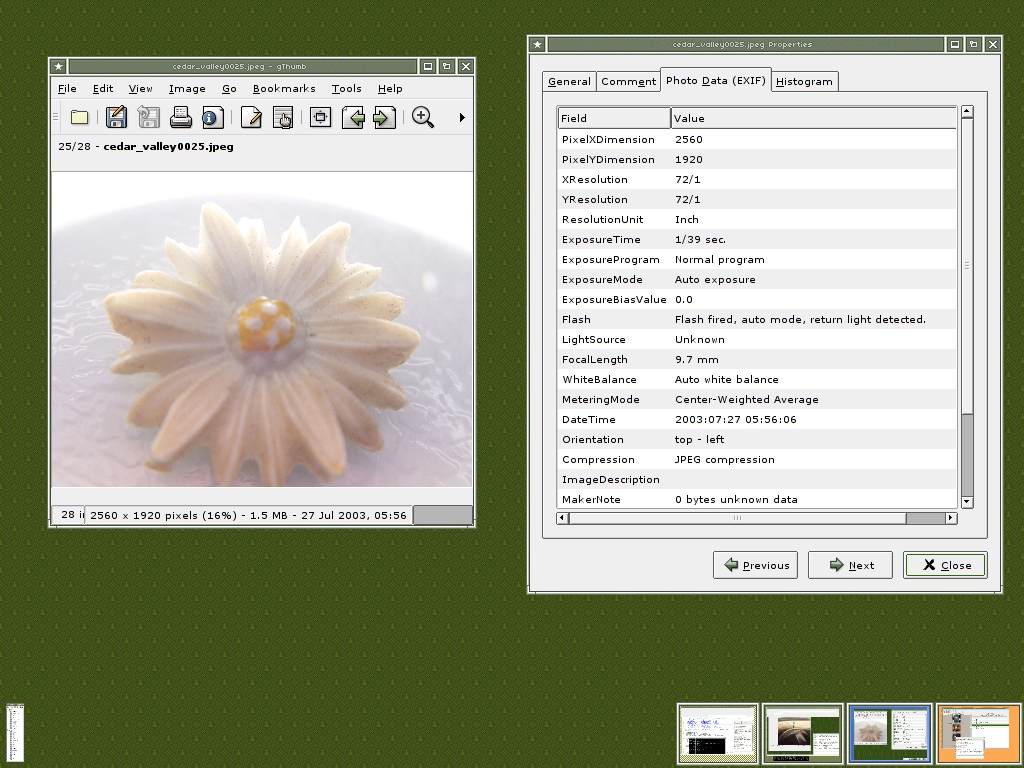 cedar_valley0025.jpeg - gThumb
File Edit View Image Go Bookmarks Tools Help
25/28 - cedar_valley0025.jpeg
28 i
2560 x 1920 pixels (16%) - 1.5 MB - 27 Jul 2003, 05:56
cedar_valley0025.jpeg Properties
General Comment Photo Data (EXIF) Histogram
Field Value
PixelXDimension 2560
PixelYDimension 1920
XResolution 72/1
YResolution 72/1
ResolutionUnit Inch
ExposureTime 1/39 sec.
ExposureProgram Normal program
ExposureMode Auto exposure
ExposureBiasValue 0.0
Flash Flash fired, auto mode, return light detected.
LightSource Unknown
FocalLength 9.7 mm
WhiteBalance Auto white balance
MeteringMode Center-Weighted Average
DateTime 2003:07:27 05:56:06
Orientation top - left
Compression JPEG compression
ImageDescription
MakerNote 0 bytes unknown data
Previous Next Close